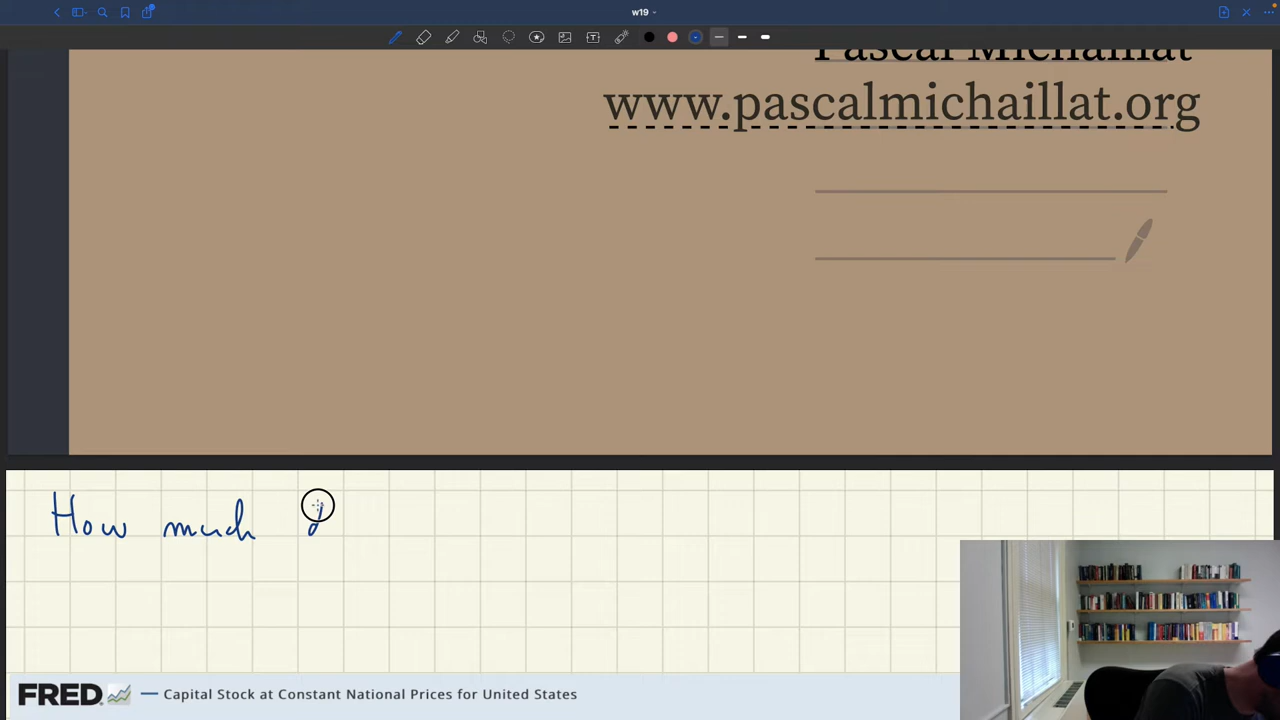 w19
Pascal Michaillat
www.pascalmichaillat.org
How much d
FRED — Capital Stock at Constant National Prices for United States